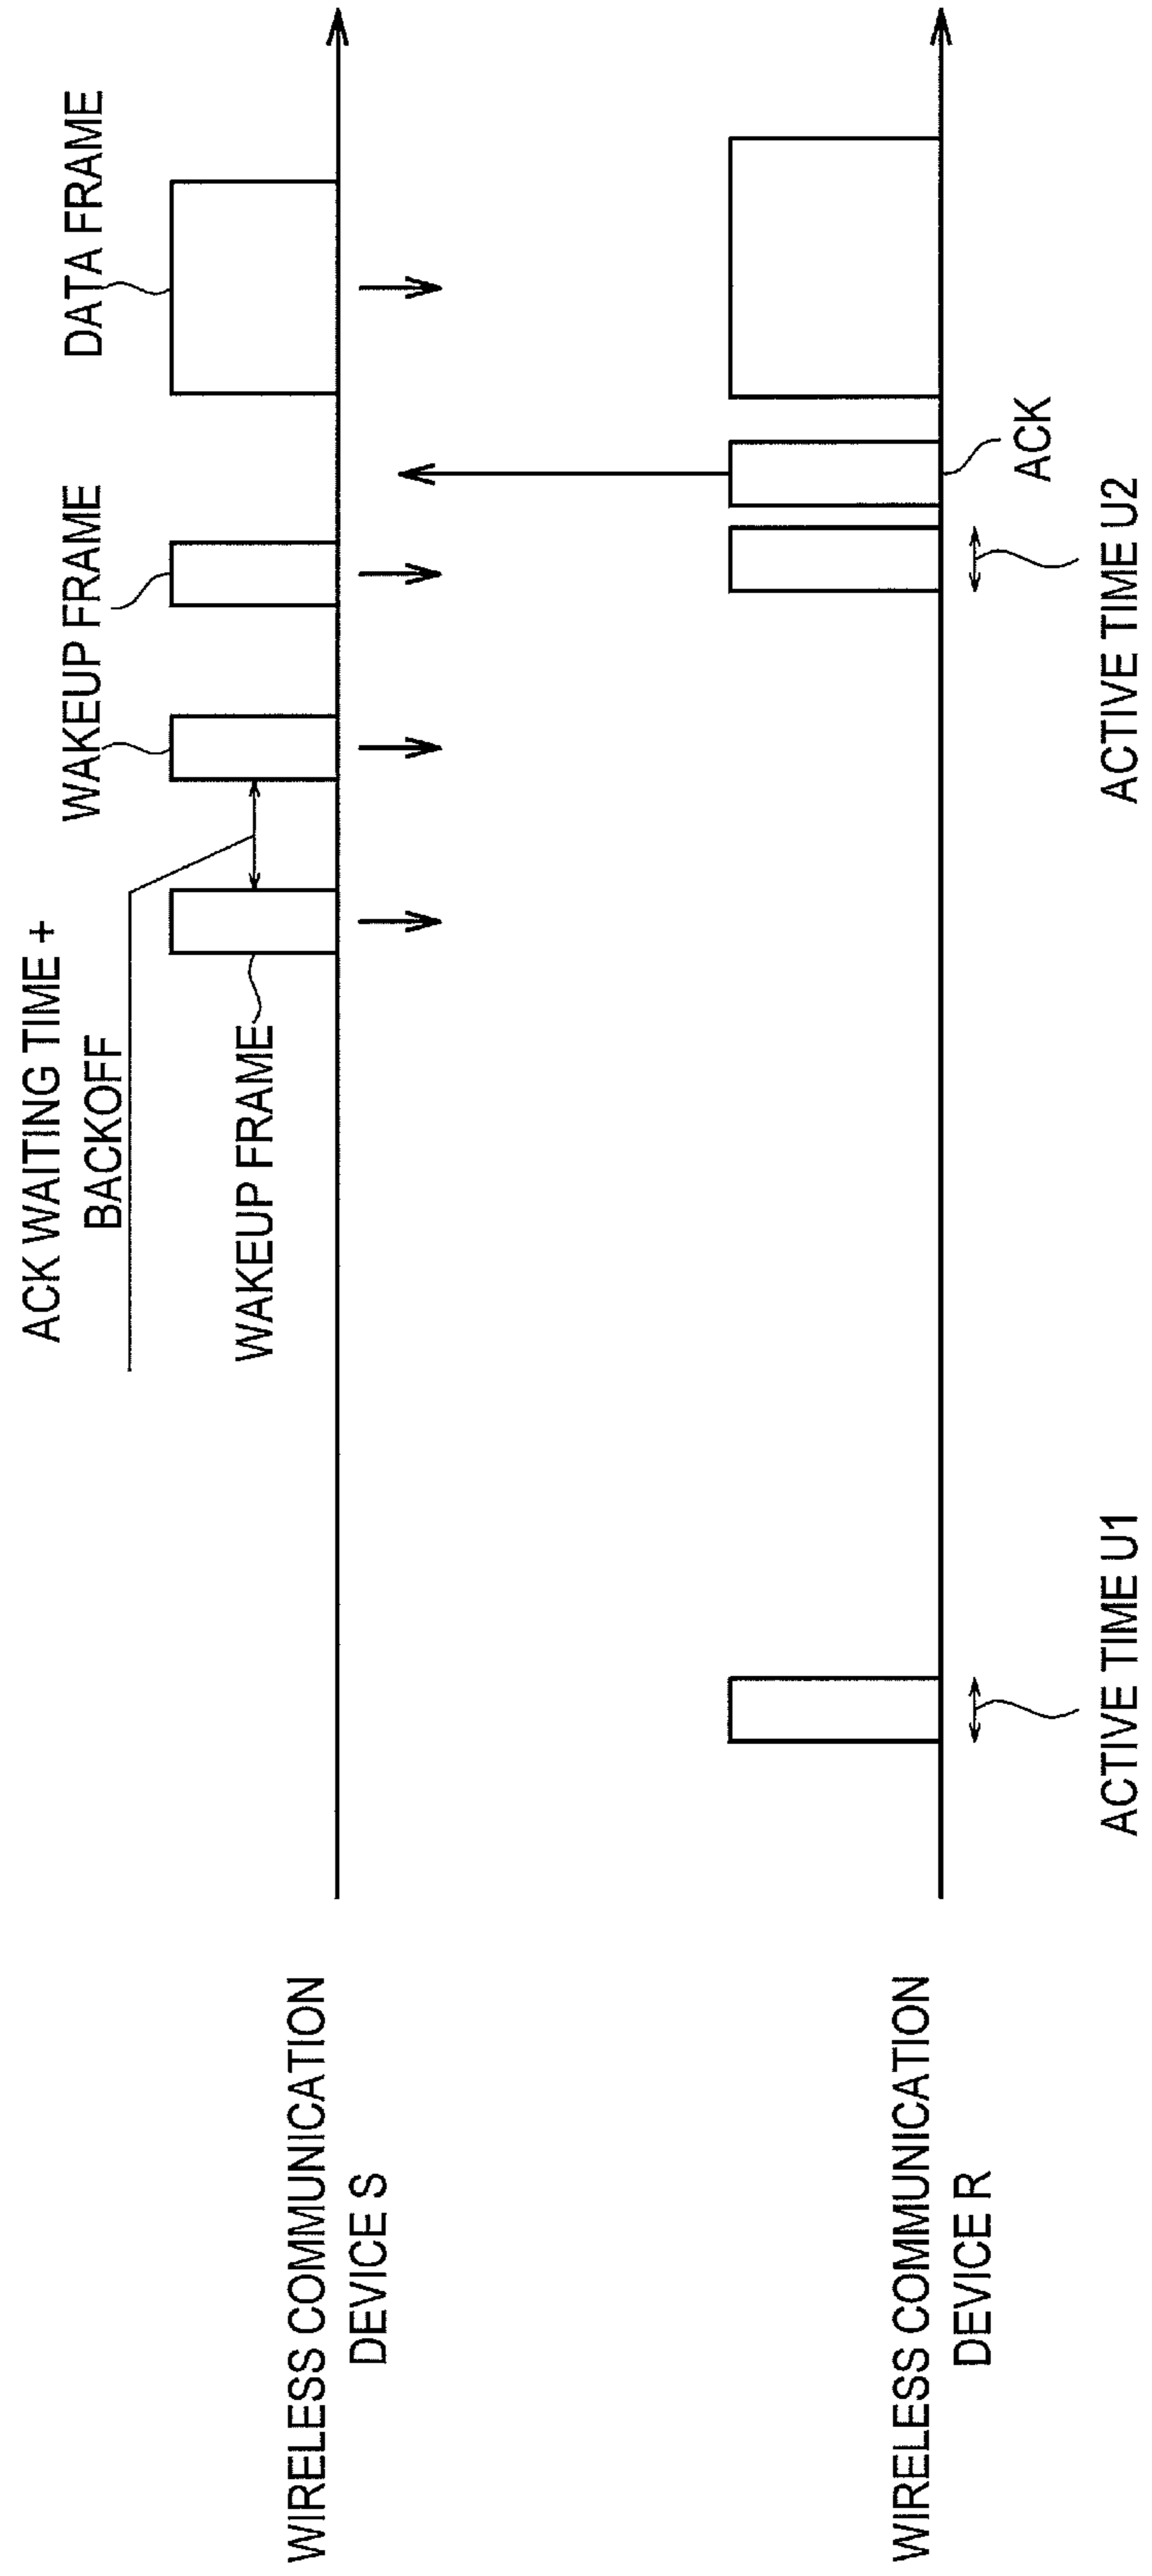 ACK WAITING TIME +
BACKOFF
WAKEUP FRAME
WAKEUP FRAME
DATA FRAME
WAKEUP FRAME
WIRELESS COMMUNICATION
DEVICE S
WIRELESS COMMUNICATION
DEVICE R
ACK
ACTIVE TIME U1
ACTIVE TIME U2